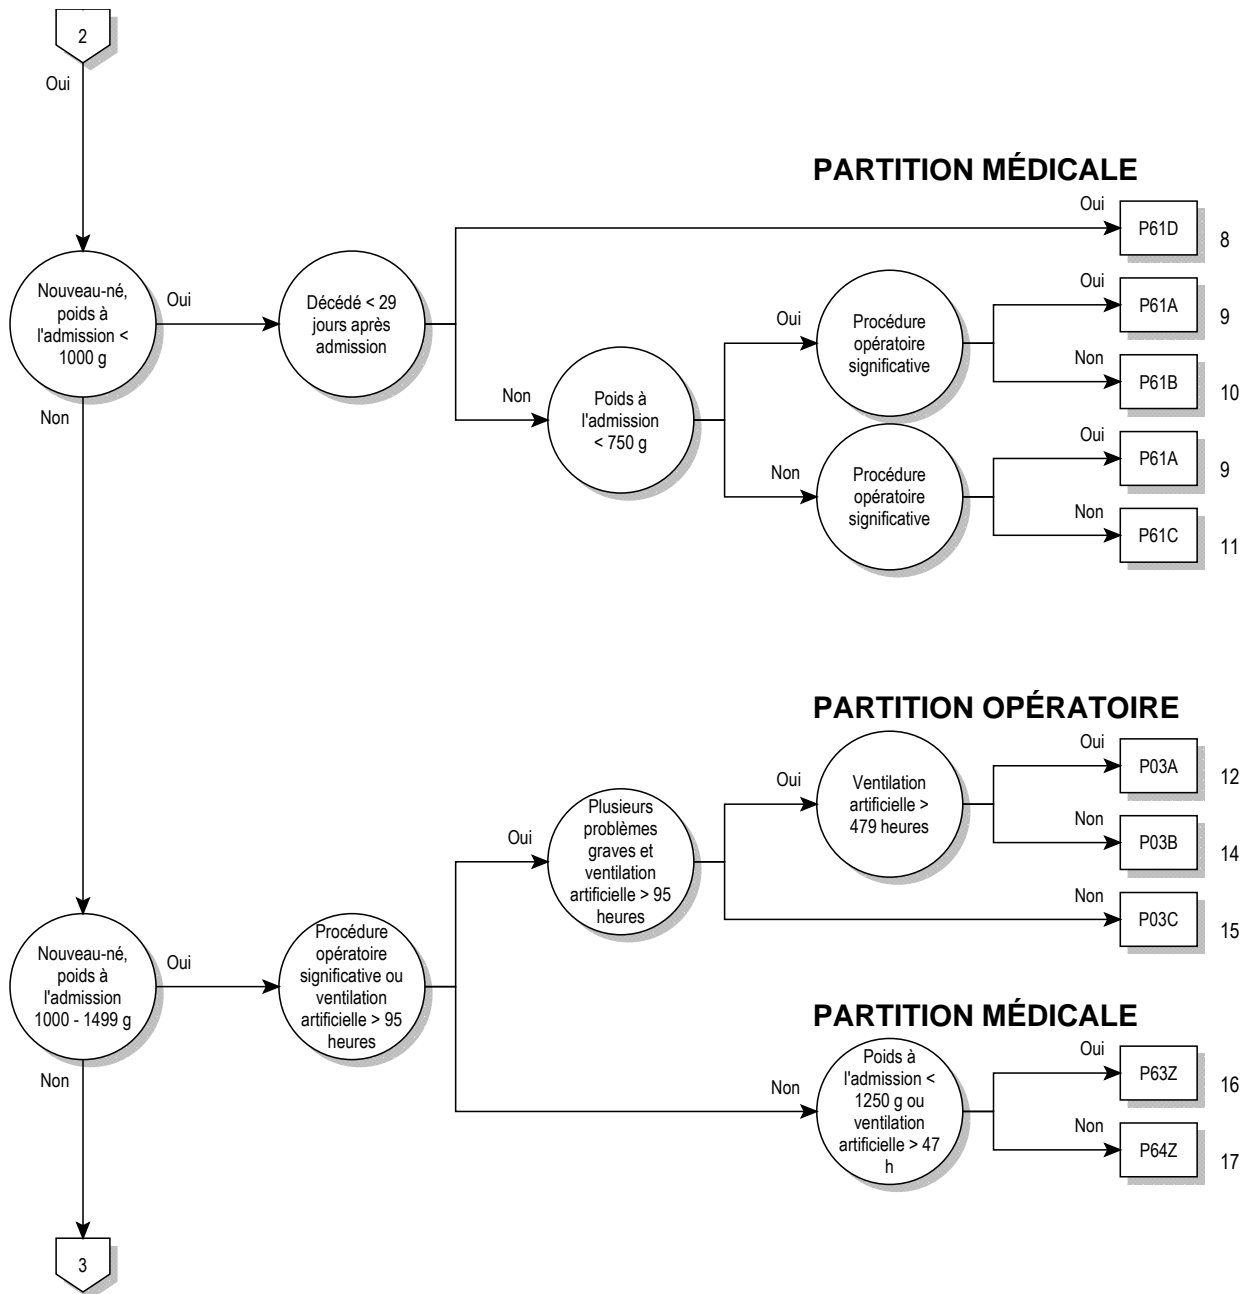 2
Oui
PARTITION MÉDICALE
Oui
P61D
8
Nouveau-né,
poids à
l'admission <
1000 g
Oui
Décédé < 29
jours après
admission
Non
Poids à
l'admission
< 750 g
Oui
Procédure
opératoire
significative
Oui
P61A
9
Non
P61B
10
Non
Procédure
opératoire
significative
Oui
P61A
9
Non
P61C
11
Non
PARTITION OPÉRATOIRE
Nouveau-né,
poids à
l'admission
1000 - 1499 g
Oui
Procédure
opératoire
significative ou
ventilation
artificielle > 95
heures
Oui
Plusieurs
problèmes
graves et
ventilation
artificielle > 95
heures
Oui
Ventilation
artificielle >
479 heures
Oui
P03A
12
Non
P03B
14
Non
P03C
15
PARTITION MÉDICALE
Non
Poids à
l'admission <
1250 g ou
ventilation
artificielle > 47
h
Oui
P63Z
16
Non
P64Z
17
Non
3